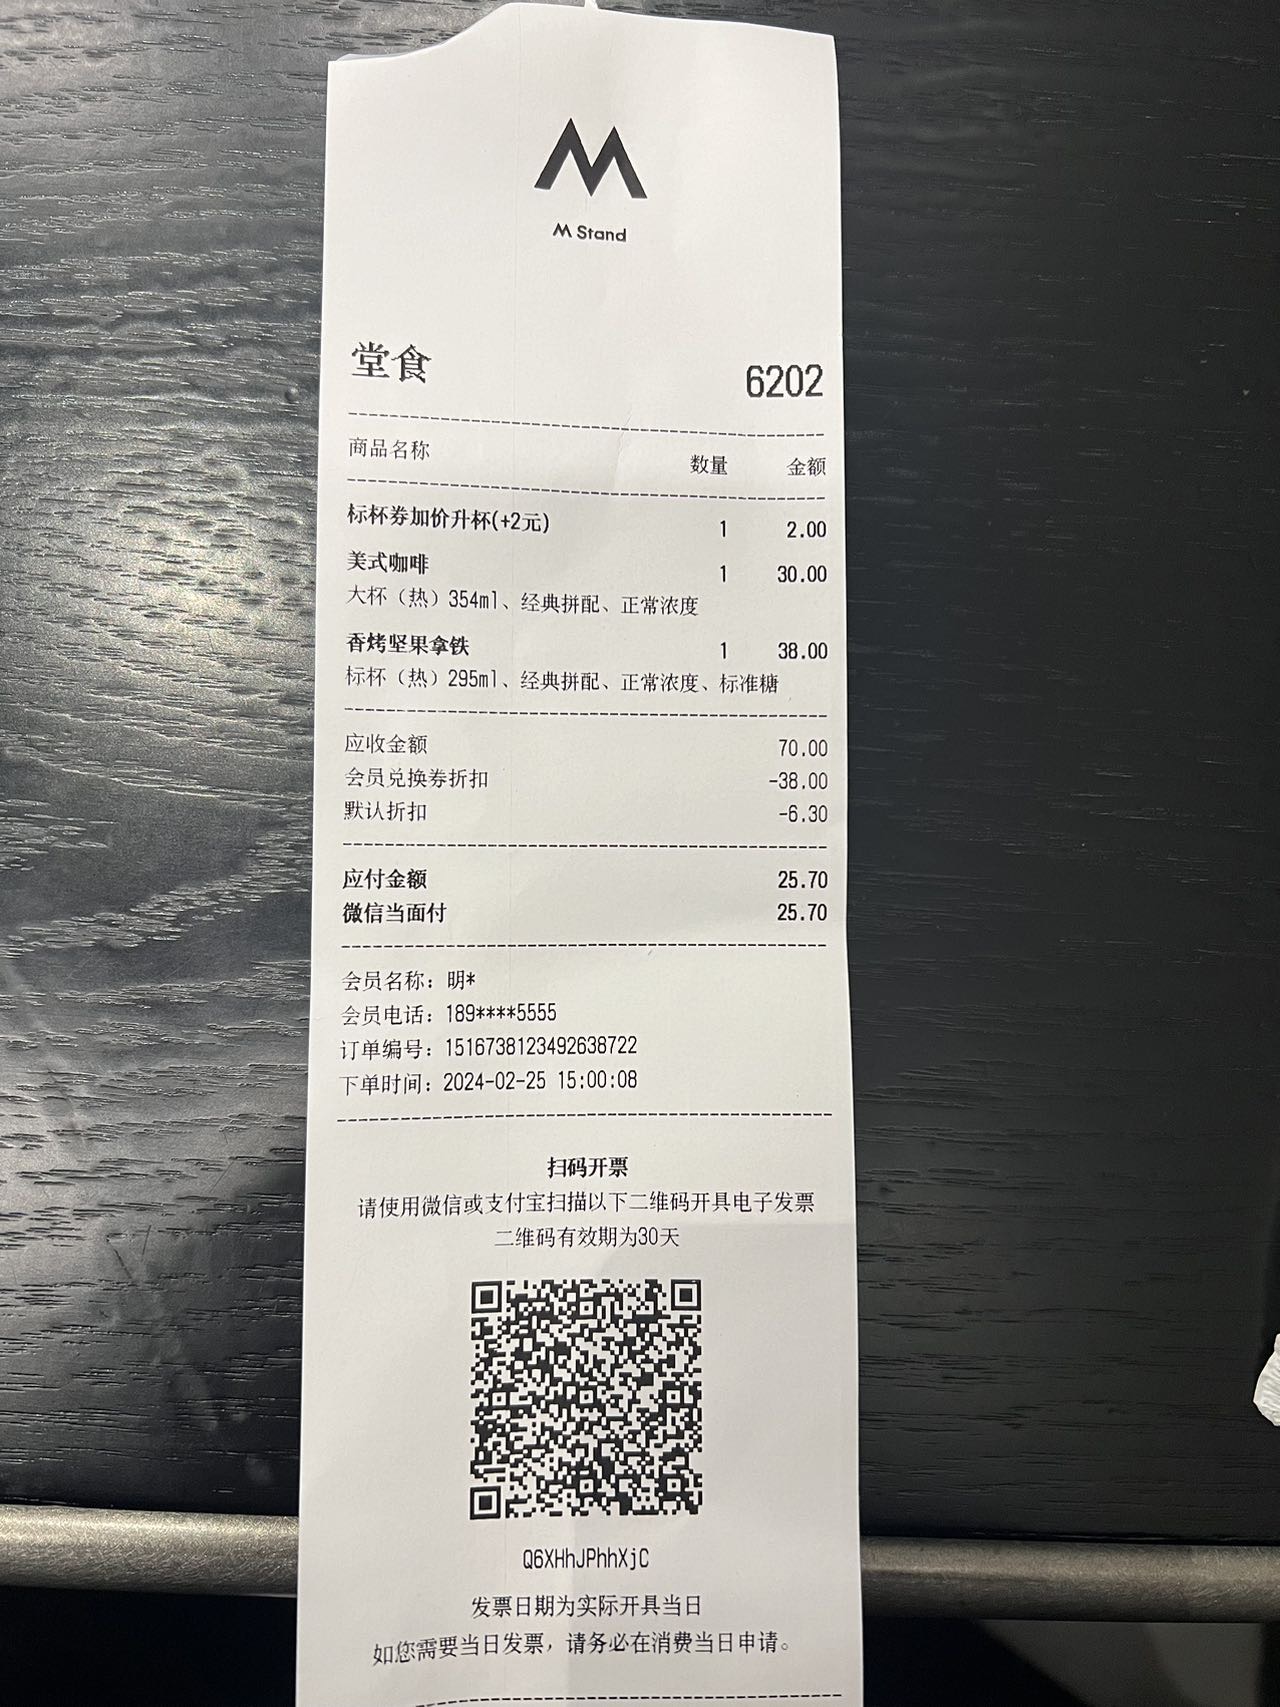 M
M Stand
堂食 6202
商品名称 数量 金额
标杯券加价升杯(+2元) 1 2.00
美式咖啡 1 30.00
大杯（热）354ml、经典拼配、正常浓度
香烤坚果拿铁 1 38.00
标杯（热）295ml、经典拼配、正常浓度、标准糖
应收金额 70.00
会员兑换券折扣 -38.00
默认折扣 -6.30
应付金额 25.70
微信当面付 25.70
会员名称：明*
会员电话：189****5555
订单编号：1516738123492638722
下单时间：2024-02-25 15:00:08
扫码开票
请使用微信或支付宝扫描以下二维码开具电子发票
二维码有效期为30天
Q6XHhJPhhXjC
发票日期为实际开具当日
如您需要当日发票，请务必在消费当日申请。